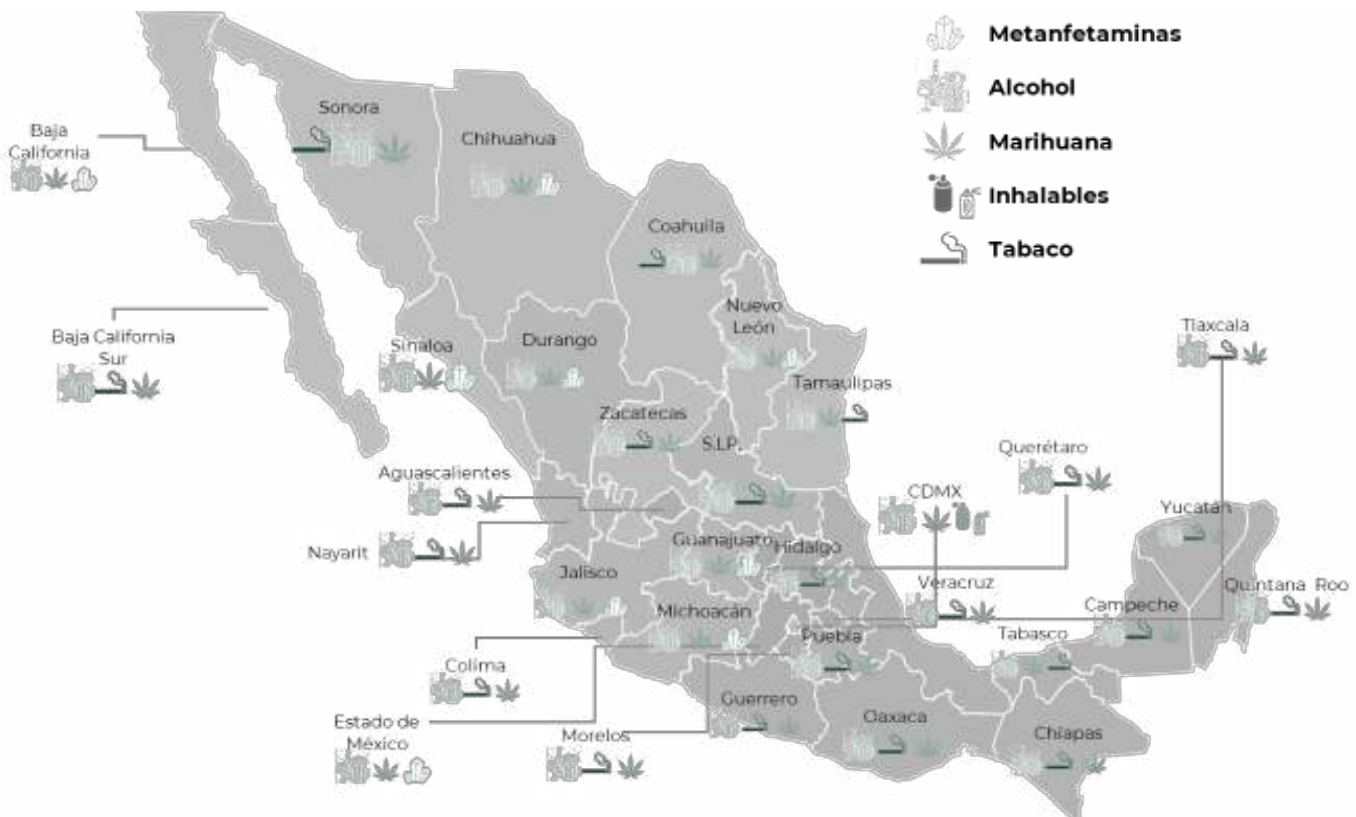 Metanfetaminas
Alcohol
Marihuana
Inhalables
Tabaco
Baja
California
Sonora
Chihuahua
Coahuila
Nuevo
León
Baja California
Sur
Sinaloa
Durango
Tamaulipas
Tlaxcala
Zacatecas
S.L.P.
Querétaro
Aguascalientes
CDMX
Yucatán
Nayarit
Guanajuato
Hidalgo
Jalisco
Veracruz
Quintana Roo
Michoacán
Campeche
Puebla
Tabasco
Colima
Guerrero
Oaxaca
Chiapas
Estado de
México
Morelos